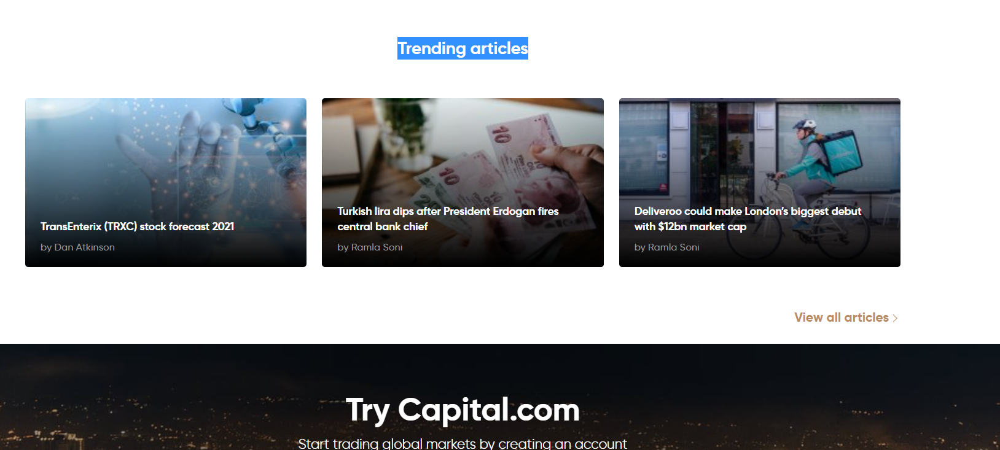 Trending articles
TransEnterix (TRXC) stock forecast 2021
by Dan Atkinson
Turkish lira dips after President Erdogan fires
central bank chief
by Ramla Soni
Deliveroo could make London's biggest debut
with $12bn market cap
by Ramla Soni
View all articles
Try Capital.com
Start trading global markets by creating an account